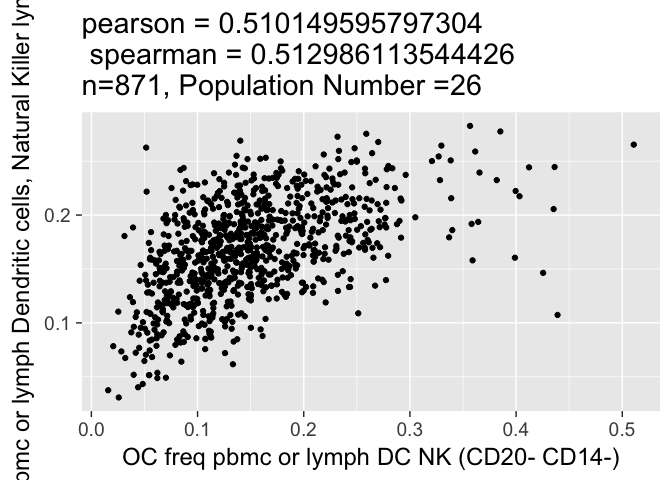 pearson = 0.510149595797304
spearman = 0.512986113544426
n=871, Population Number =26
or lymph Dendritic cells, Natural Killer
0.2
0.1
0.0 0.1 0.2 0.3 0.4 0.5
OC freq pbmc or lymph DC NK (CD20- CD14-)